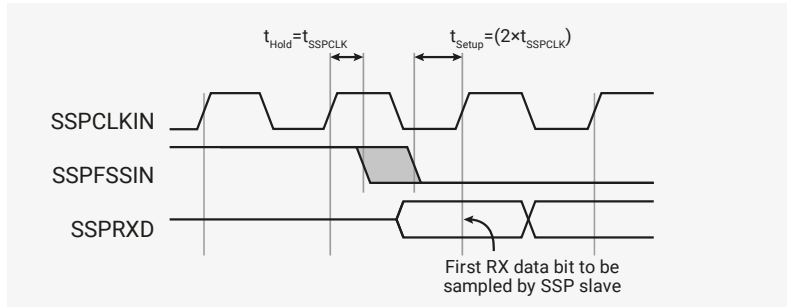 tHold=tSSPCLK
tSetup=(2×tSSPCLK)
SSPCLKIN
SSPFSSIN
SSPRXD
First RX data bit to be
sampled by SSP slave